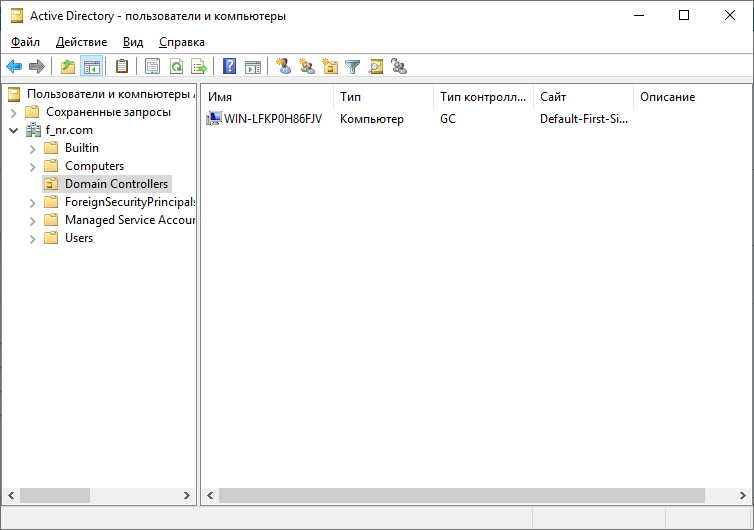 Active Directory - пользователи и компьютеры
Файл Действие Вид Справка
Пользователи и компьютеры
Сохраненные запросы
f_nr.com
Builtin
Computers
Domain Controllers
ForeignSecurityPrincipals
Managed Service Accour
Users
Имя Тип Тип контролл... Сайт Описание
WIN-LFKP0H86FJV Компьютер GC Default-First-Si...